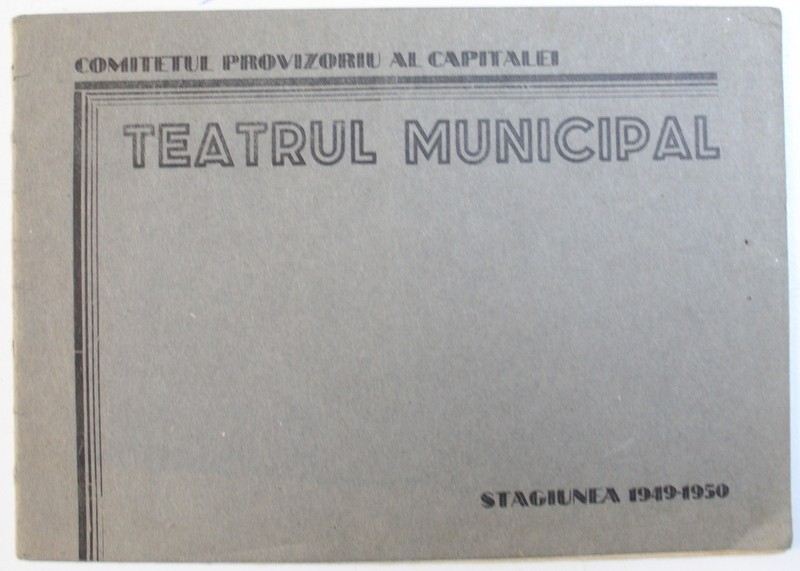 COMITETUL PROVIZORIU AL CAPITALEI
TEATRUL MUNICIPAL
STAGIUNEA 1949-1950